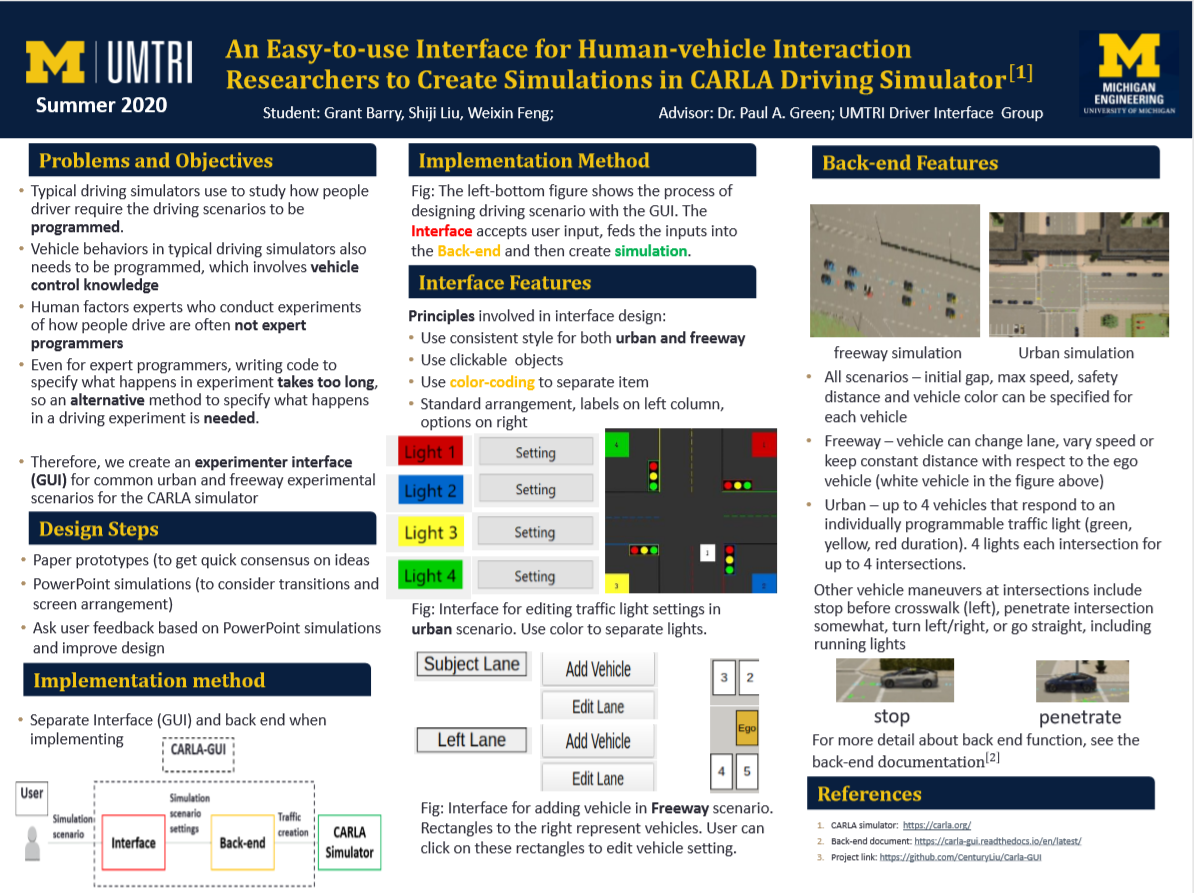 M | UMTRI
Summer 2020
An Easy-to-use Interface for Human-vehicle Interaction
Researchers to Create Simulations in CARLA Driving Simulator[1]
Student: Grant Barry, Shiji Liu, Weixin Feng;
Advisor: Dr. Paul A. Green; UMTRI Driver Interface Group
M
MICHIGAN
ENGINEERING
UNIVERSITY OF MICHIGAN
Problems and Objectives
• Typical driving simulators use to study how people
driver require the driving scenarios to be
programmed.
• Vehicle behaviors in typical driving simulators also
needs to be programmed, which involves vehicle
control knowledge
• Human factors experts who conduct experiments
of how people drive are often not expert
programmers
• Even for expert programmers, writing code to
specify what happens in experiment takes too long,
so an alternative method to specify what happens
in a driving experiment is needed.
• Therefore, we create an experimenter interface
(GUI) for common urban and freeway experimental
scenarios for the CARLA simulator
Design Steps
• Paper prototypes (to get quick consensus on ideas
• PowerPoint simulations (to consider transitions and
screen arrangement)
• Ask user feedback based on PowerPoint simulations
and improve design
Implementation method
• Separate Interface (GUI) and back end when
implementing
CARLA-GUI
User
Simulation
scenario
Interface
Simulation
scenario
settings
Back-end
Traffic
creation
CARLA
Simulator
Implementation Method
Fig: The left-bottom figure shows the process of
designing driving scenario with the GUI. The
Interface accepts user input, feds the inputs into
the Back-end and then create simulation.
Interface Features
Principles involved in interface design:
• Use consistent style for both urban and freeway
• Use clickable objects
• Use color-coding to separate item
• Standard arrangement, labels on left column,
options on right
Light 1 Setting
Light 2 Setting
Light 3 Setting
Light 4 Setting
4
1
3
2
Fig: Interface for editing traffic light settings in
urban scenario. Use color to separate lights.
Subject Lane Add Vehicle
Edit Lane
Left Lane Add Vehicle
Edit Lane
3 2
Ego
4 5
Fig: Interface for adding vehicle in Freeway scenario.
Rectangles to the right represent vehicles. User can
click on these rectangles to edit vehicle setting.
Back-end Features
freeway simulation
Urban simulation
• All scenarios – initial gap, max speed, safety
distance and vehicle color can be specified for
each vehicle
• Freeway – vehicle can change lane, vary speed or
keep constant distance with respect to the ego
vehicle (white vehicle in the figure above)
• Urban – up to 4 vehicles that respond to an
individually programmable traffic light (green,
yellow, red duration). 4 lights each intersection for
up to 4 intersections.
Other vehicle maneuvers at intersections include
stop before crosswalk (left), penetrate intersection
somewhat, turn left/right, or go straight, including
running lights
stop
penetrate
For more detail about back end function, see the
back-end documentation[2]
References
1. CARLA simulator: https://carla.org/
2. Back-end document: https://carla-gui.readthedocs.io/en/latest/
3. Project link: https://github.com/CenturyLiu/Carla-GUI